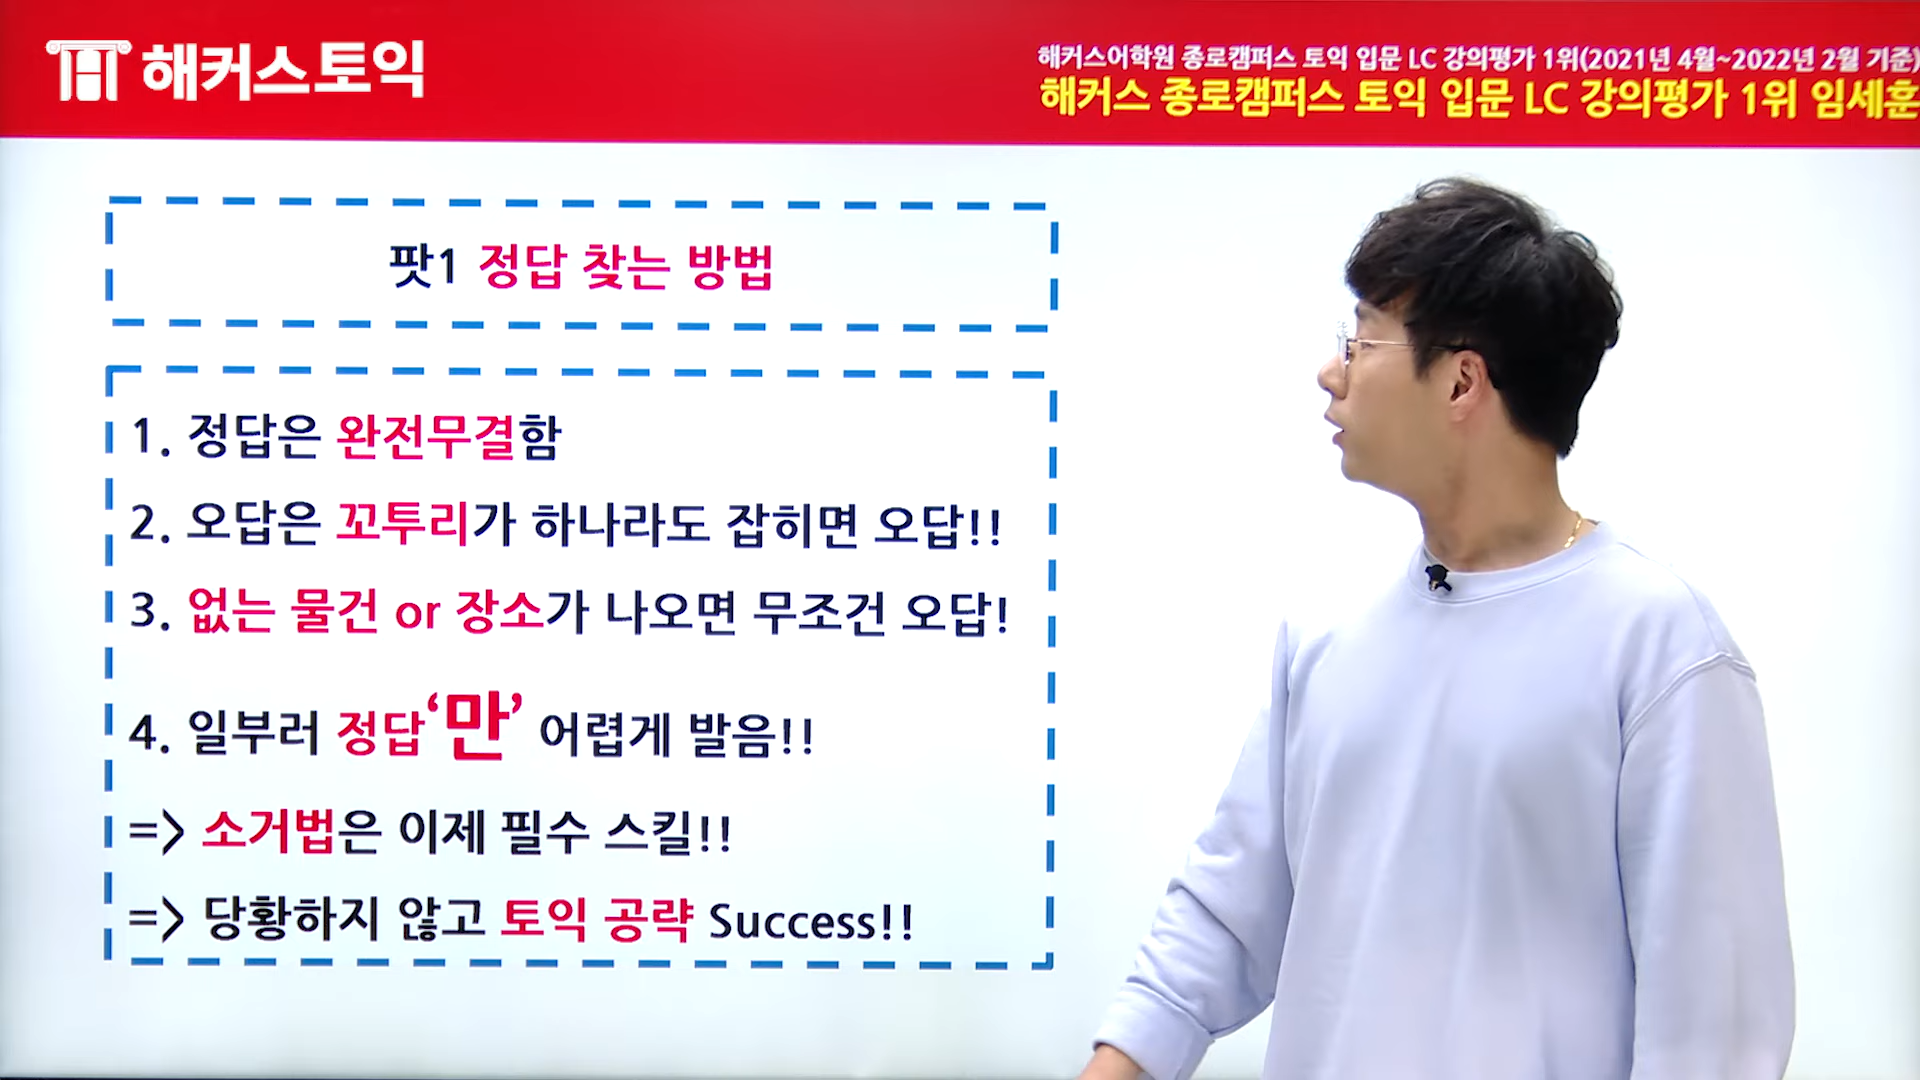 해커스토익
해커스어학원 종로캠퍼스 토익 입문 LC 강의평가 1위(2021년 4월~2022년 2월 기준)
해커스 종로캠퍼스 토익 입문 LC 강의평가 1위 임세훈
팟1 정답 찾는 방법
1. 정답은 완전무결함
2. 오답은 꼬투리가 하나라도 잡히면 오답!!
3. 없는 물건 or 장소가 나오면 무조건 오답!
4. 일부러 정답‘만’ 어렵게 발음!!
=> 소거법은 이제 필수 스킬!!
=> 당황하지 않고 토익 공략 Success!!